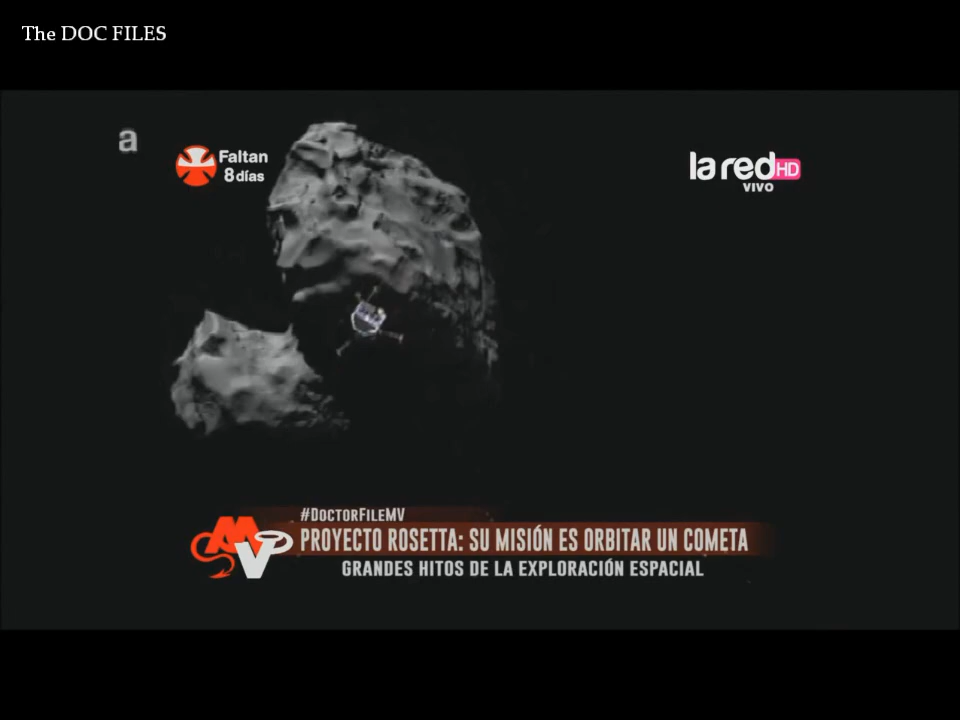 The DOC FILES
a
Faltan
8 días
la red HD
VIVO
#DOCTORFILEMV
MV
PROYECTO ROSETTA: SU MISIÓN ES ORBITAR UN COMETA
GRANDES HITOS DE LA EXPLORACIÓN ESPACIAL